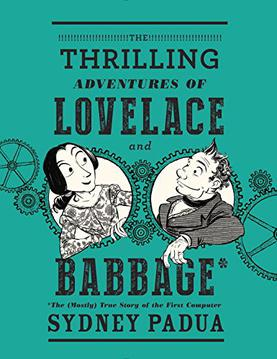 !!!!!!!!!!!!!!!!!!!!!!!!THE!!!!!!!!!!!!!!!!!!!!!!!!
THRILLING
ADVENTURES OF
LOVELACE
and
BABBAGE*
*The (Mostly) True Story of the First Computer
SYDNEY PADUA